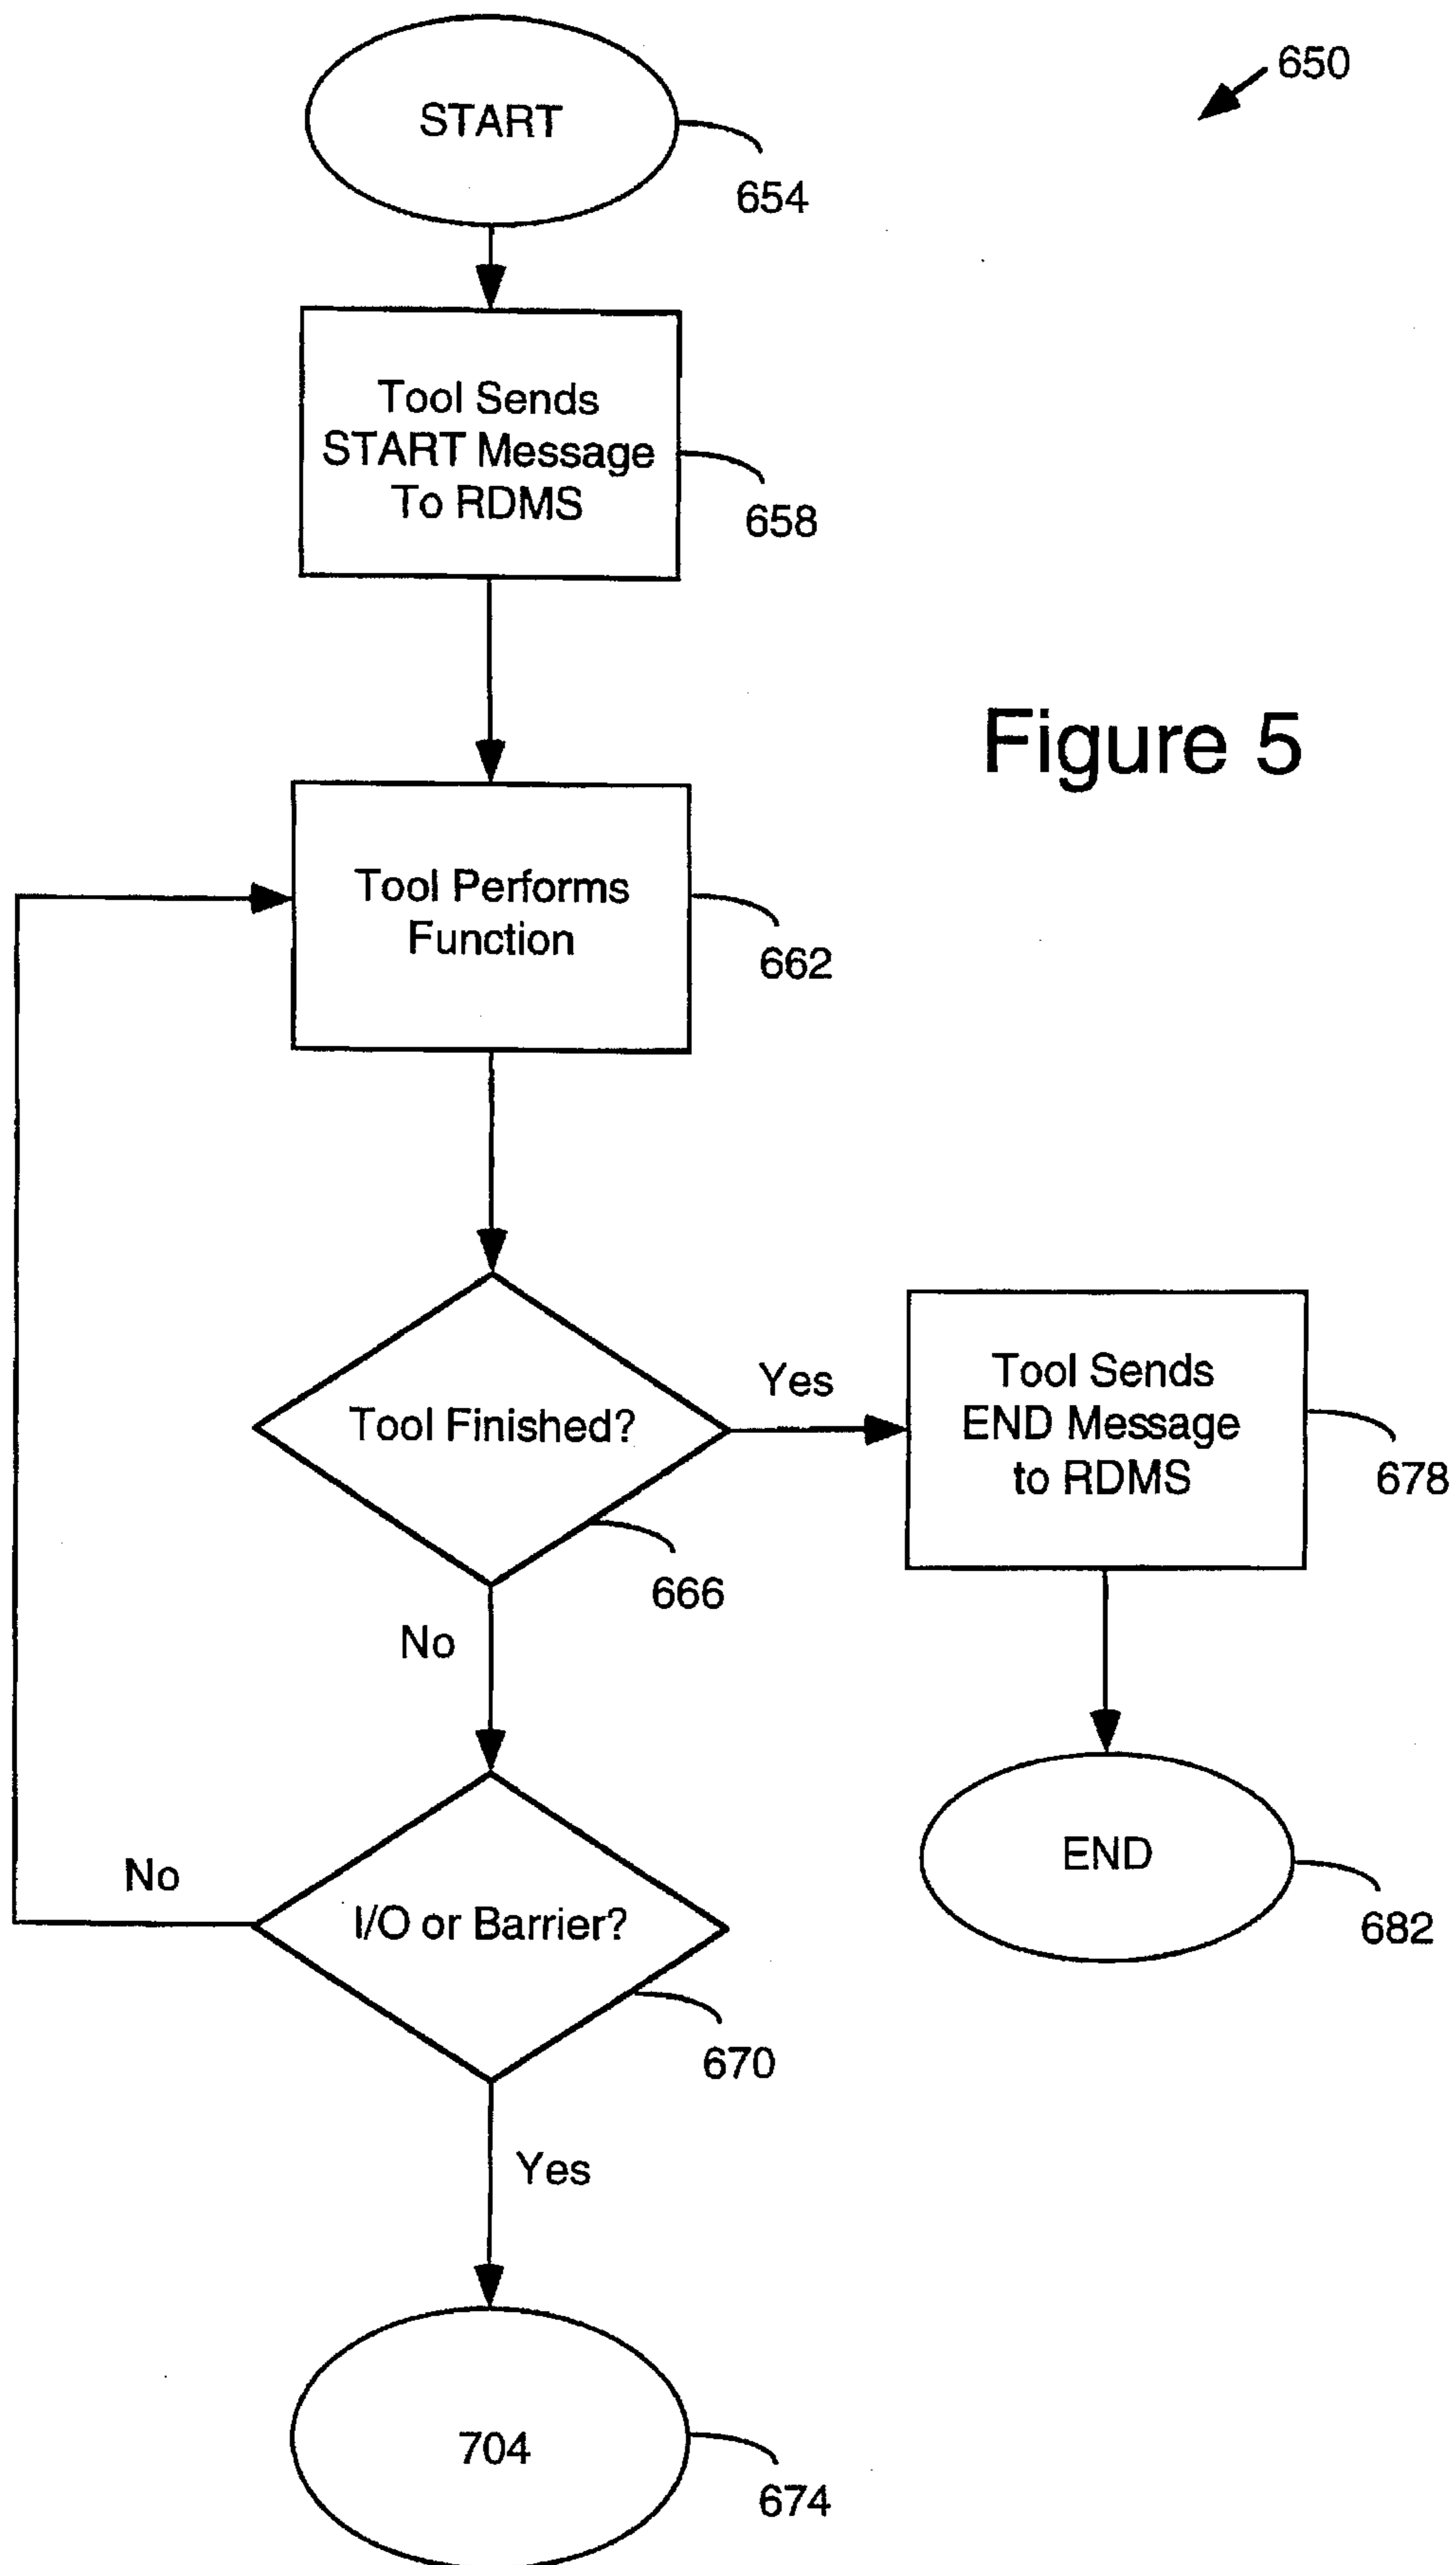 650
START
654
Tool Sends
START Message
To RDMS
658
Figure 5
Tool Performs
Function
662
Tool Finished?
Yes
666
Tool Sends
END Message
to RDMS
678
No
END
682
I/O or Barrier?
No
670
Yes
704
674